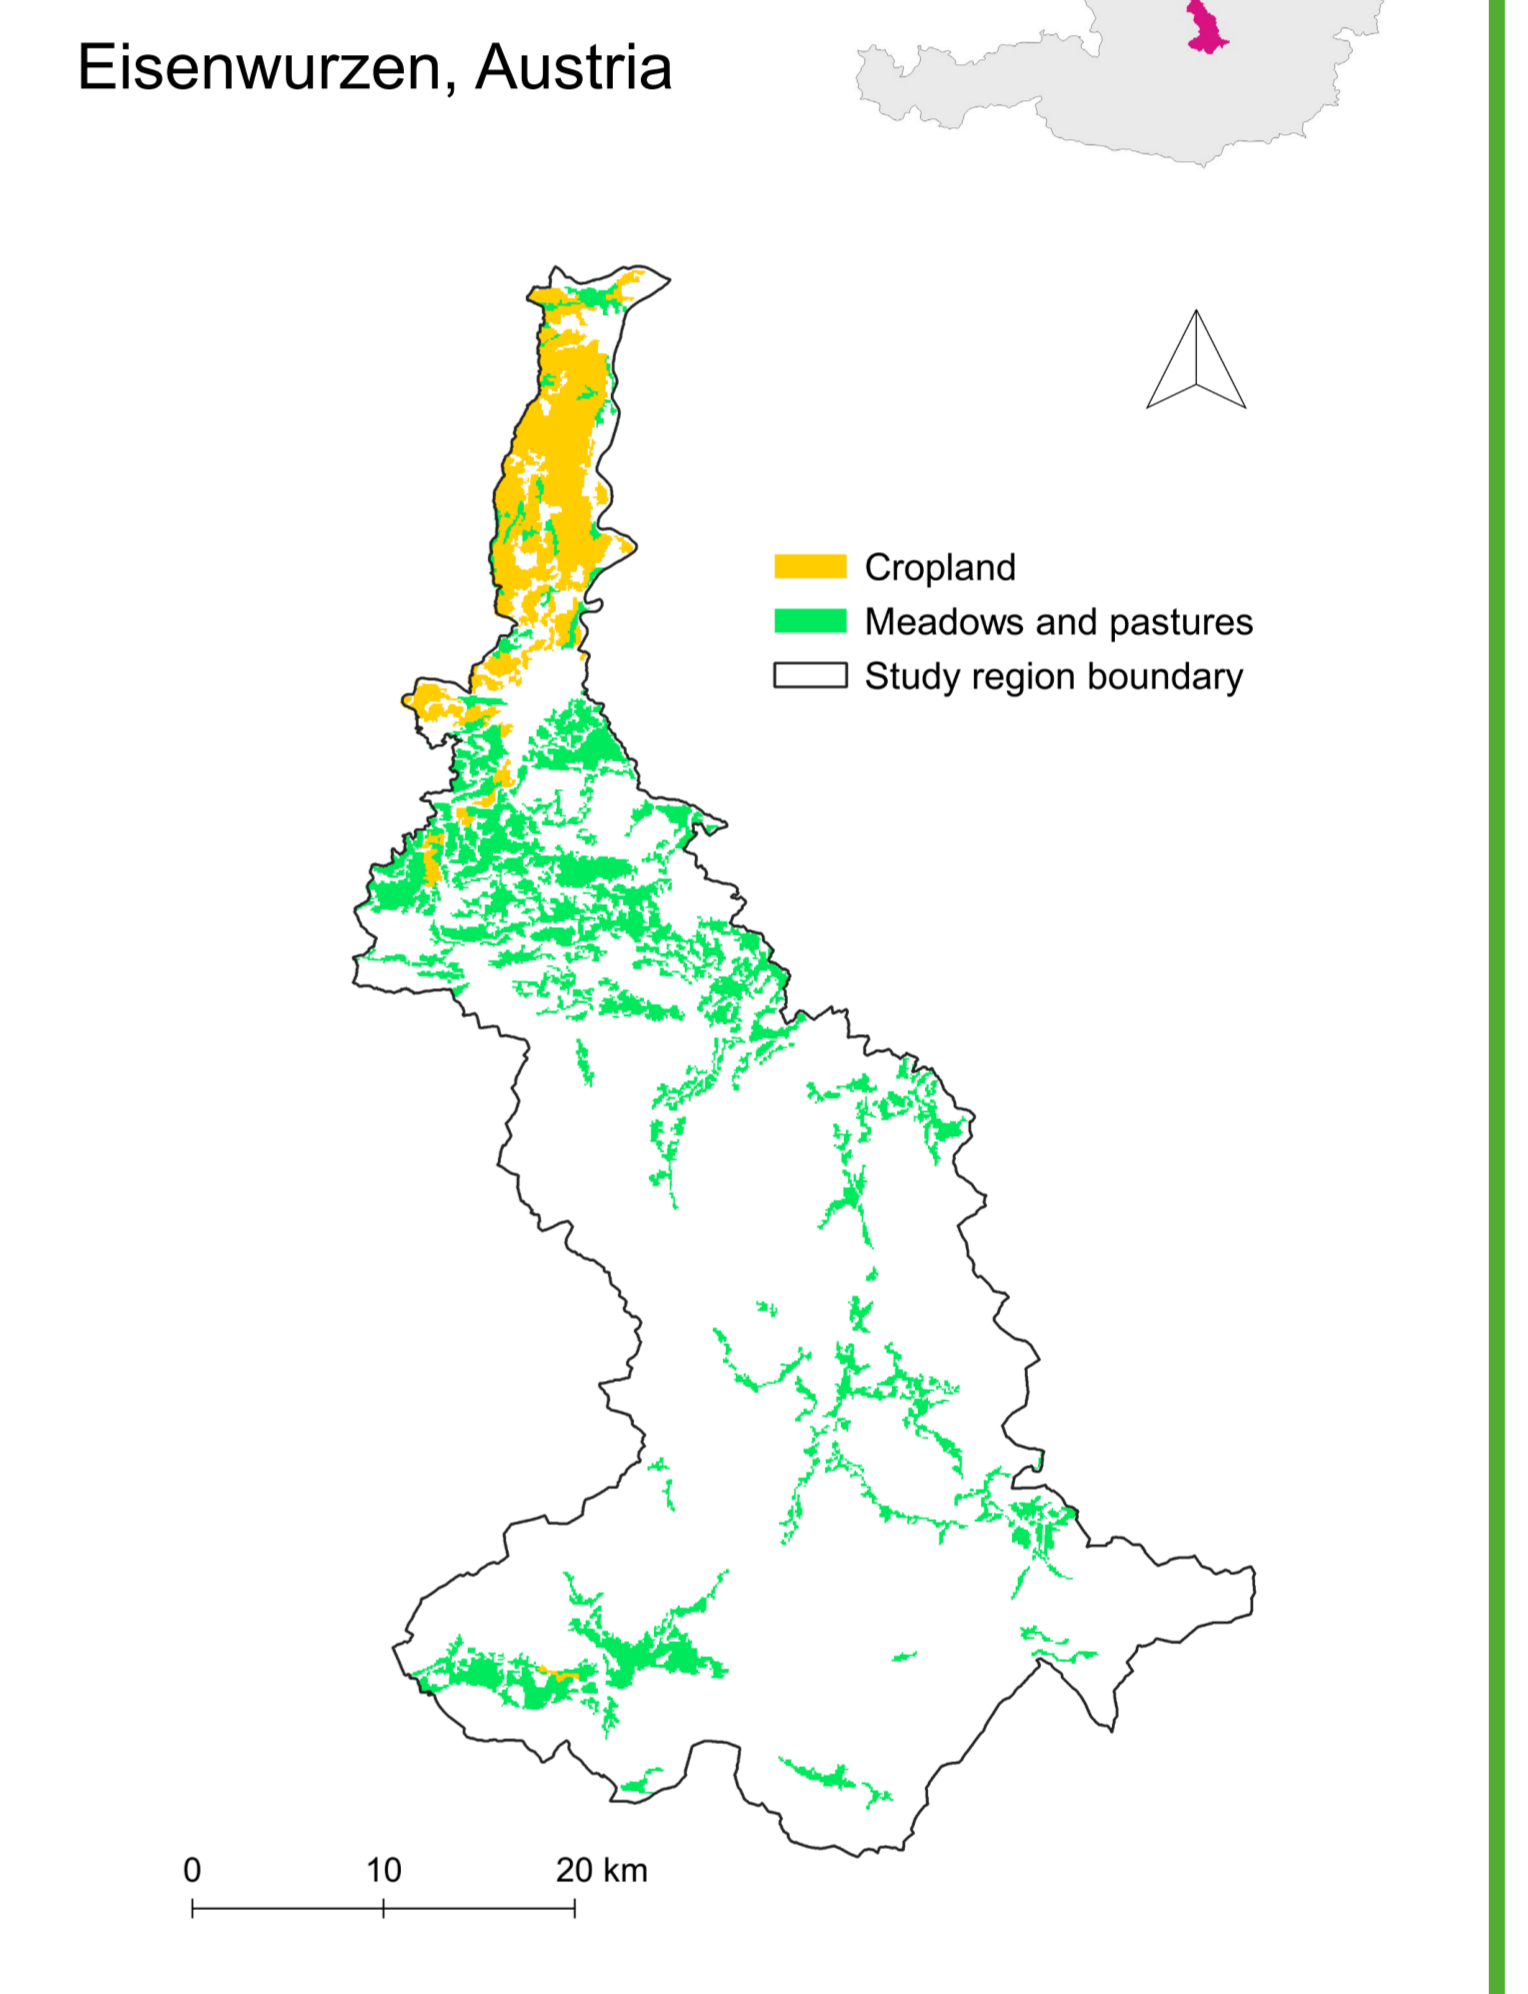 Eisenwurzen, Austria
Cropland
Meadows and pastures
Study region boundary
0 10 20 km